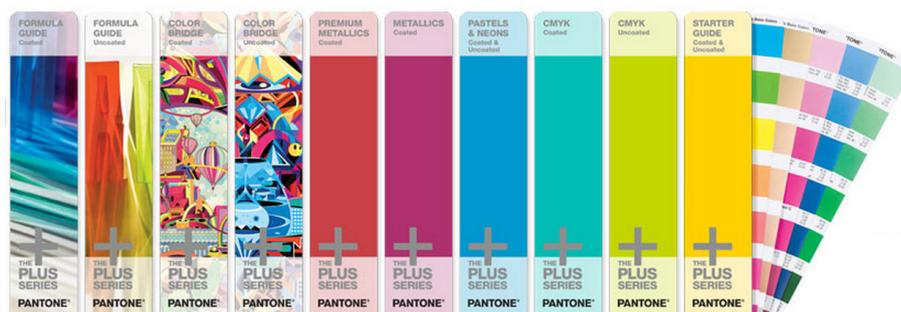 FORMULA
GUIDE
Coated
THE
PLUS
SERIES
PANTONE®
FORMULA
GUIDE
Uncoated
THE
PLUS
SERIES
PANTONE®
COLOR
BRIDGE
Coated
THE
PLUS
SERIES
PANTONE®
COLOR
BRIDGE
Uncoated
THE
PLUS
SERIES
PANTONE®
PREMIUM
METALLICS
Coated
THE
PLUS
SERIES
PANTONE®
METALLICS
Coated
THE
PLUS
SERIES
PANTONE®
PASTELS
& NEONS
Coated &
Uncoated
THE
PLUS
SERIES
PANTONE®
CMYK
Coated
THE
PLUS
SERIES
PANTONE®
CMYK
Uncoated
THE
PLUS
SERIES
PANTONE®
STARTER
GUIDE
Coated &
Uncoated
THE
PLUS
SERIES
PANTONE®